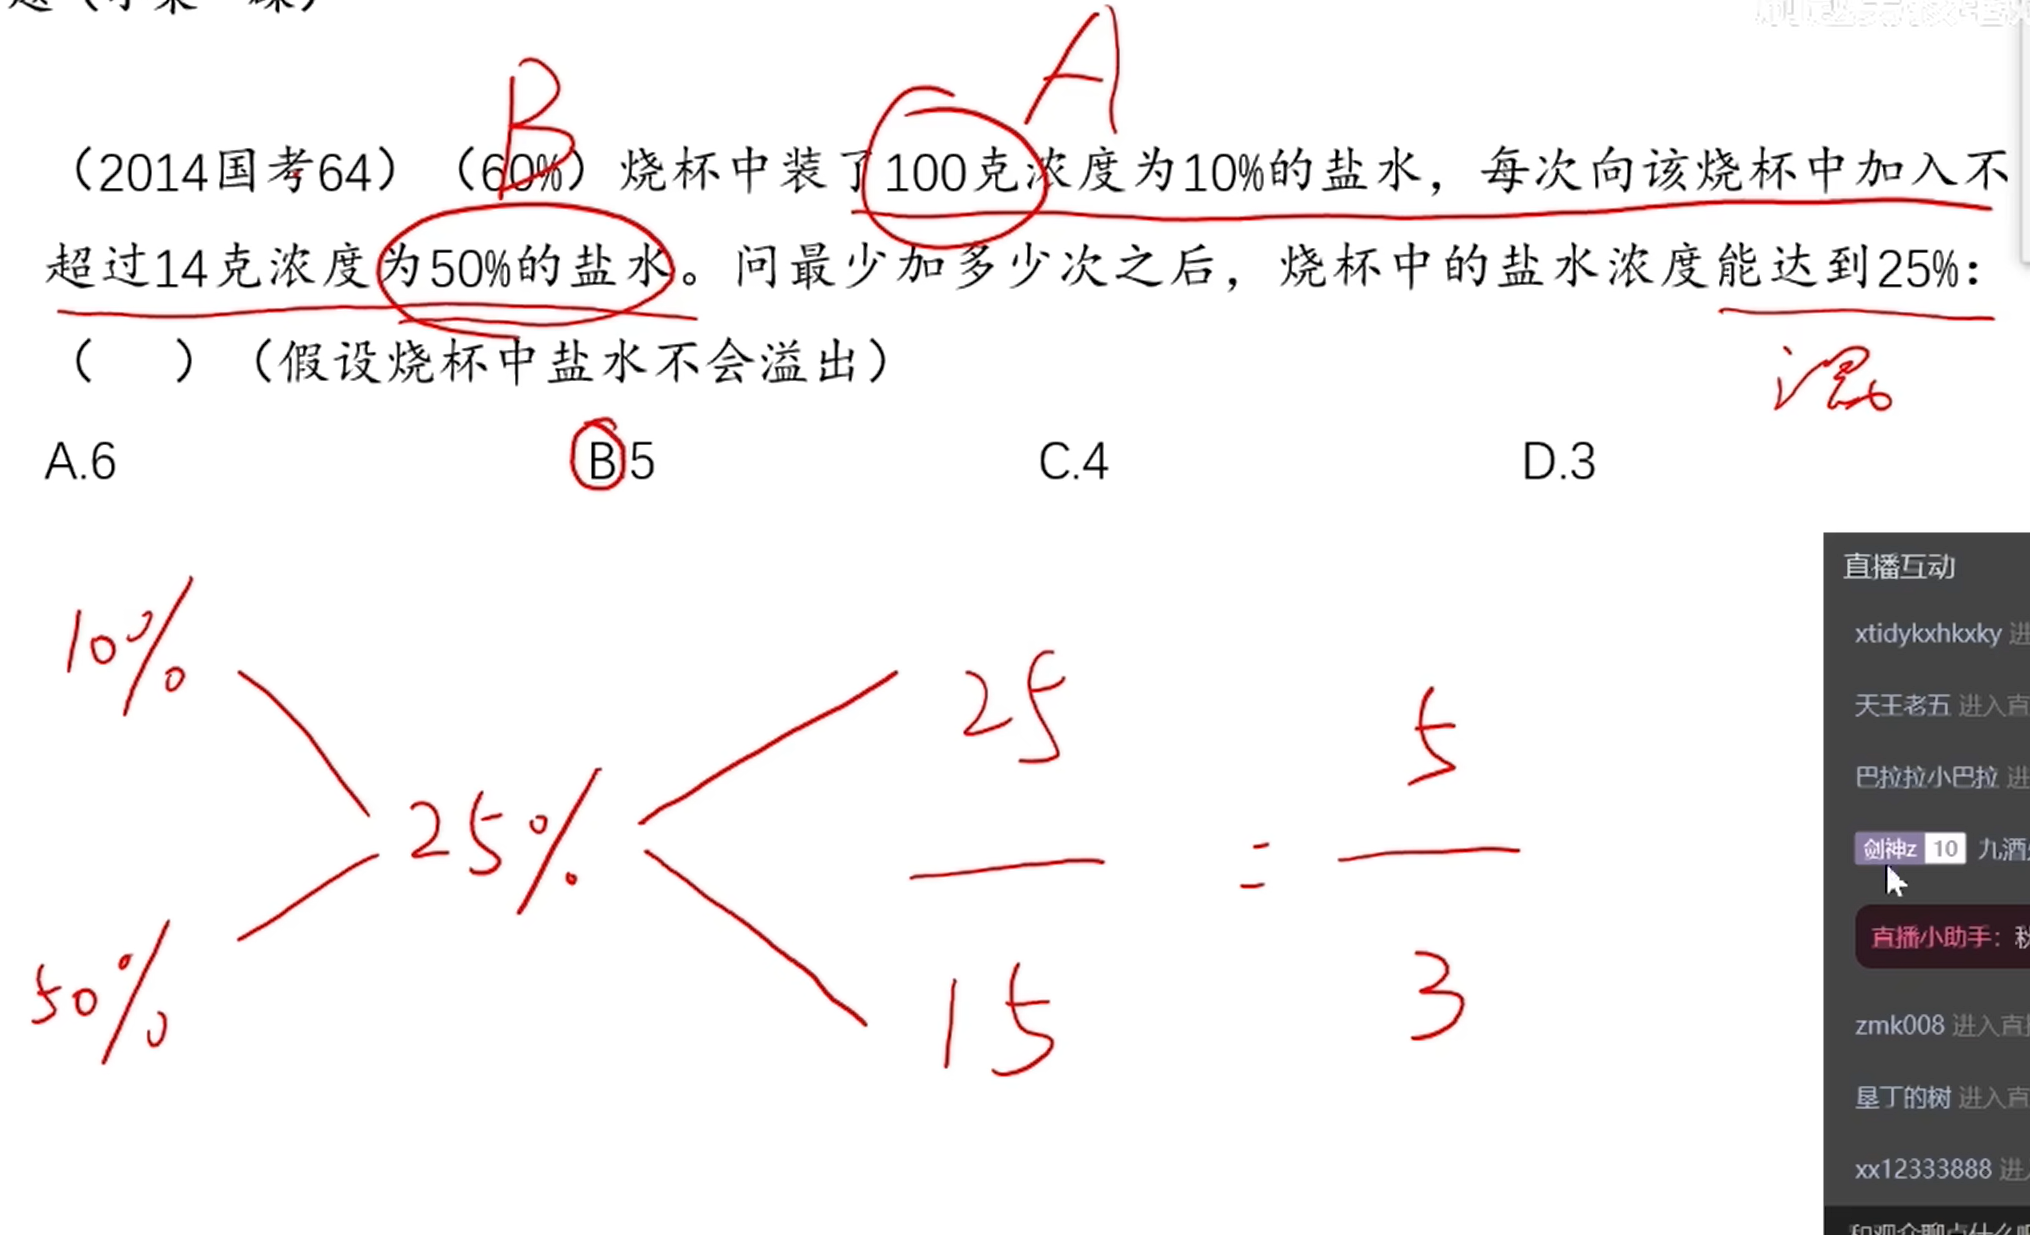 B
A
（2014国考64）（60%）烧杯中装了100克浓度为10%的盐水，每次向该烧杯中加入不
超过14克浓度为50%的盐水。问最少加多少次之后，烧杯中的盐水浓度能达到25%：
（ ）（假设烧杯中盐水不会溢出）
混
A.6 B.5 C.4 D.3
10%
50%
25%
25
15
=
5
3
直播互动
xtidykxhkxky 进
天王老五 进入直
巴拉拉小巴拉 进
剑神z 10 九酒
直播小助手：
zmk008 进入直
垦丁的树 进入直
xx12333888 进